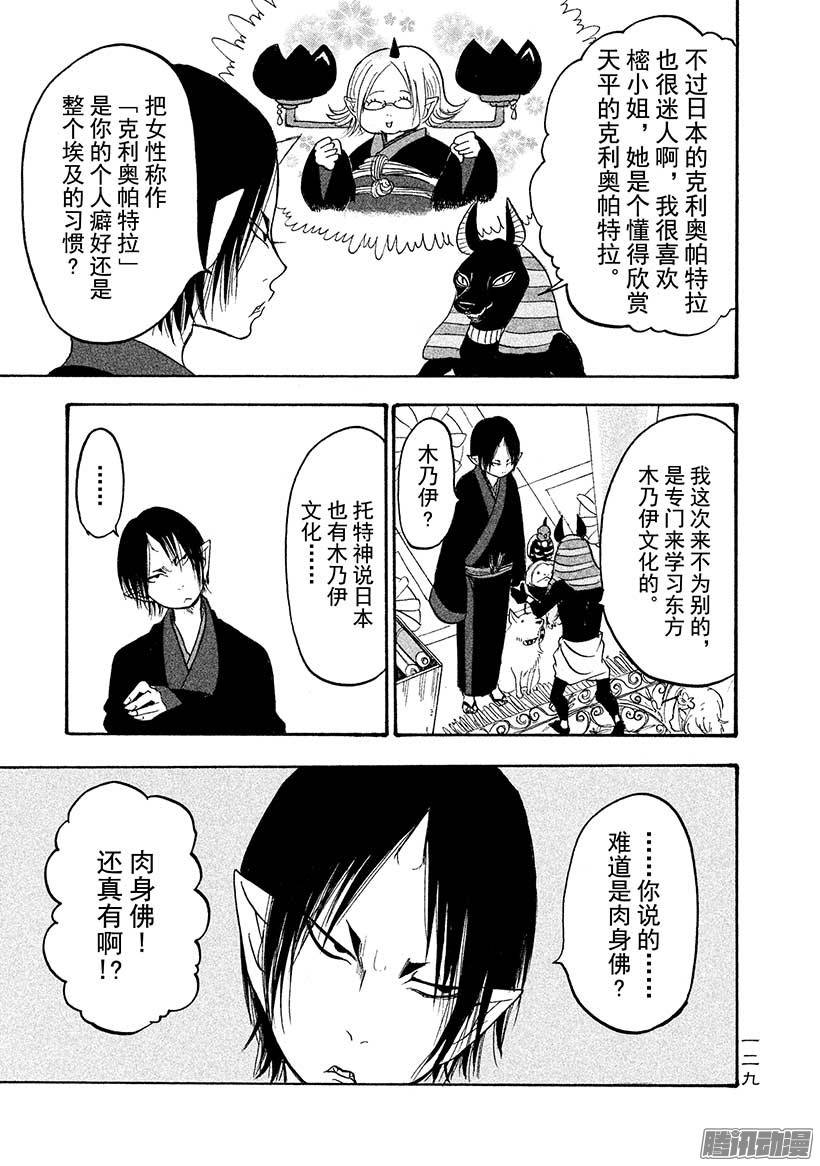 不过日本的克利奥帕特拉
也很迷人啊，我很喜欢
樒小姐，她是个懂得欣赏
天平的克利奥帕特拉。
把女性称作
「克利奥帕特拉」
是你的个人癖好还是
整个埃及的习惯？
我这次来不为别的，
是专门来学习东方
木乃伊文化的。
木乃伊？
托特神说日本
也有木乃伊
文化……
……
……你说的……
难道是肉身佛？
肉身佛！
还真有啊！？
一二九
腾讯动漫